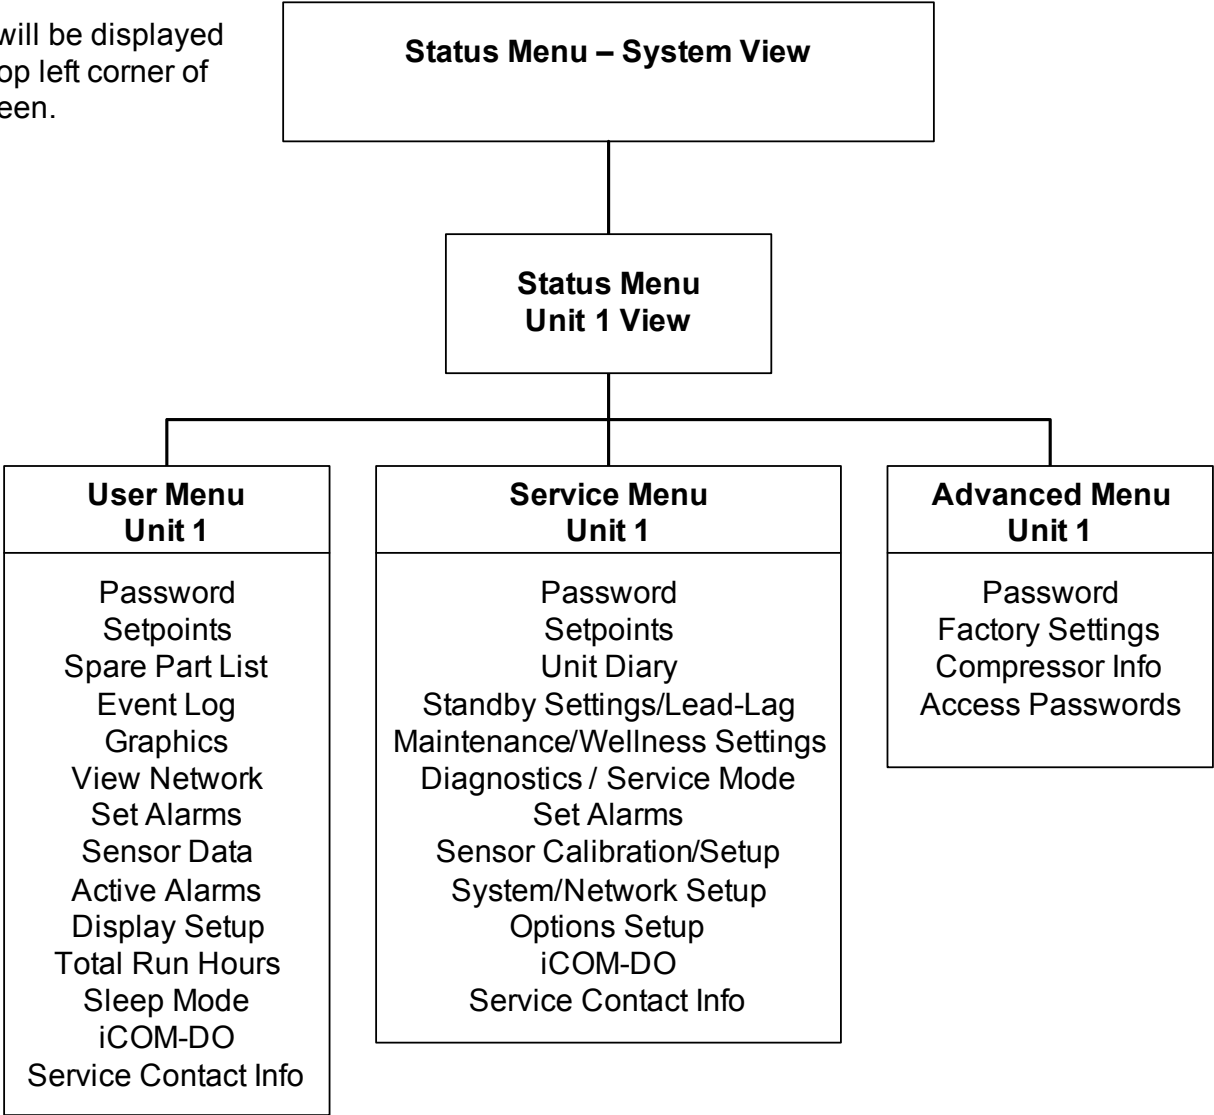 will be displayed
op left corner of
een.
Status Menu – System View
Status Menu
Unit 1 View
User Menu
Unit 1
Password
Setpoints
Spare Part List
Event Log
Graphics
View Network
Set Alarms
Sensor Data
Active Alarms
Display Setup
Total Run Hours
Sleep Mode
iCOM-DO
Service Contact Info
Service Menu
Unit 1
Password
Setpoints
Unit Diary
Standby Settings/Lead-Lag
Maintenance/Wellness Settings
Diagnostics / Service Mode
Set Alarms
Sensor Calibration/Setup
System/Network Setup
Options Setup
iCOM-DO
Service Contact Info
Advanced Menu
Unit 1
Password
Factory Settings
Compressor Info
Access Passwords